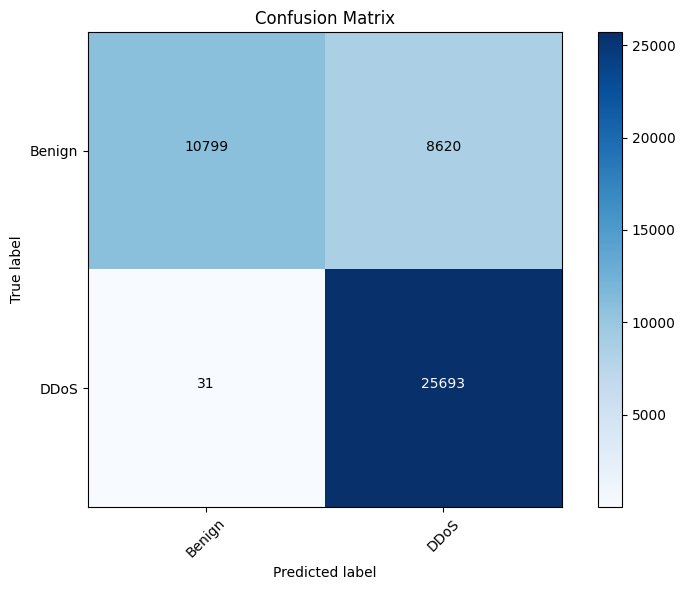 Confusion Matrix
Benign
10799
8620
25000
20000
15000
10000
5000
True label
DDoS
31
25693
Benign
DDoS
Predicted label